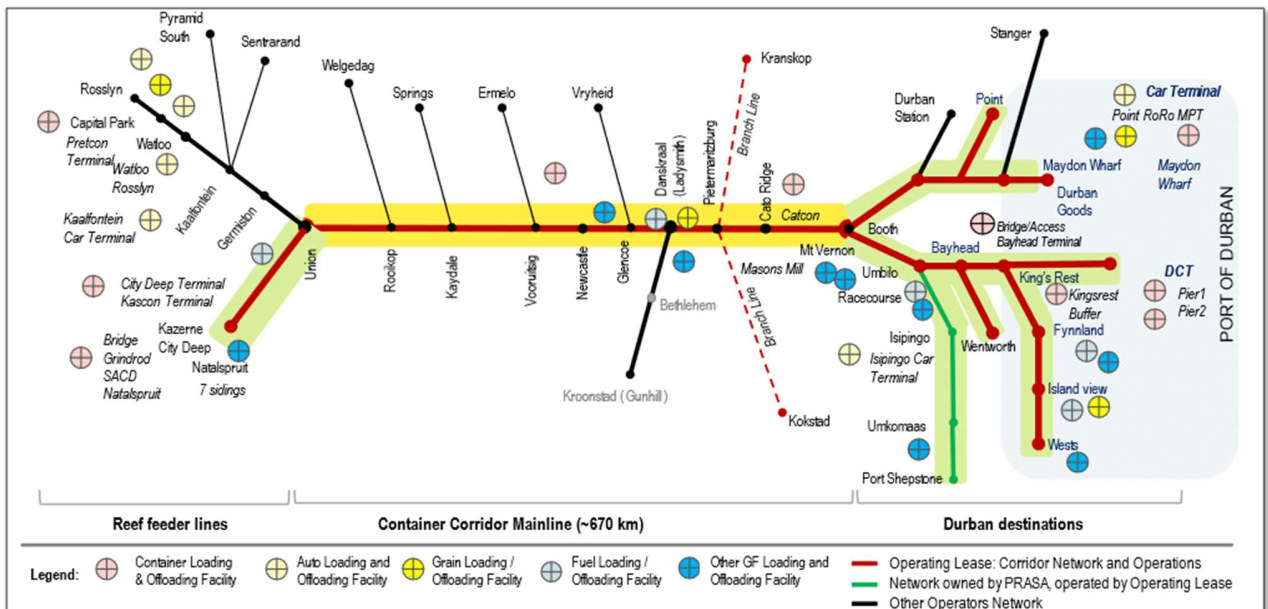 Pyramid
South
Sentrarand
Rosslyn
Capital Park
Pretcon
Terminal
Watloo
Watloo
Rosslyn
Kaalfontein
Kaalfontein
Car Terminal
Germiston
City Deep Terminal
Kascon Terminal
Kazerne
City Deep
Bridge
Grindrod
SACD
Natalspruit
Natalspruit
7 sidings
Welgedag
Springs
Ermelo
Vryheid
Danskraal
(Ladysmith)
Pietermaritzburg
Kranskop
Branch Line
Cato Ridge
Catcon
Union
Rooikop
Kaydale
Vooruitsig
Newcastle
Glencoe
Bethlehem
Kroonstad (Gunhill)
Masons Mill
Branch Line
Kokstad
Mt Vernon
Booth
Durban
Station
Point
Stanger
Car Terminal
Point RoRo MPT
Maydon Wharf
Maydon
Wharf
Durban
Goods
Bridge/Access
Bayhead Terminal
Bayhead
Umbilo
Racecourse
King's Rest
Kingsrest
Buffer
DCT
Pier1
Pier2
PORT OF DURBAN
Isipingo
Isipingo Car
Terminal
Wentworth
Fynnland
Island view
Wests
Umkomaas
Port Shepstone
Reef feeder lines
Container Corridor Mainline (~670 km)
Durban destinations
Legend:
Container Loading
& Offloading Facility
Auto Loading and
Offloading Facility
Grain Loading /
Offloading Facility
Fuel Loading /
Offloading Facility
Other GF Loading and
Offloading Facility
Operating Lease: Corridor Network and Operations
Network owned by PRASA, operated by Operating Lease
Other Operators Network